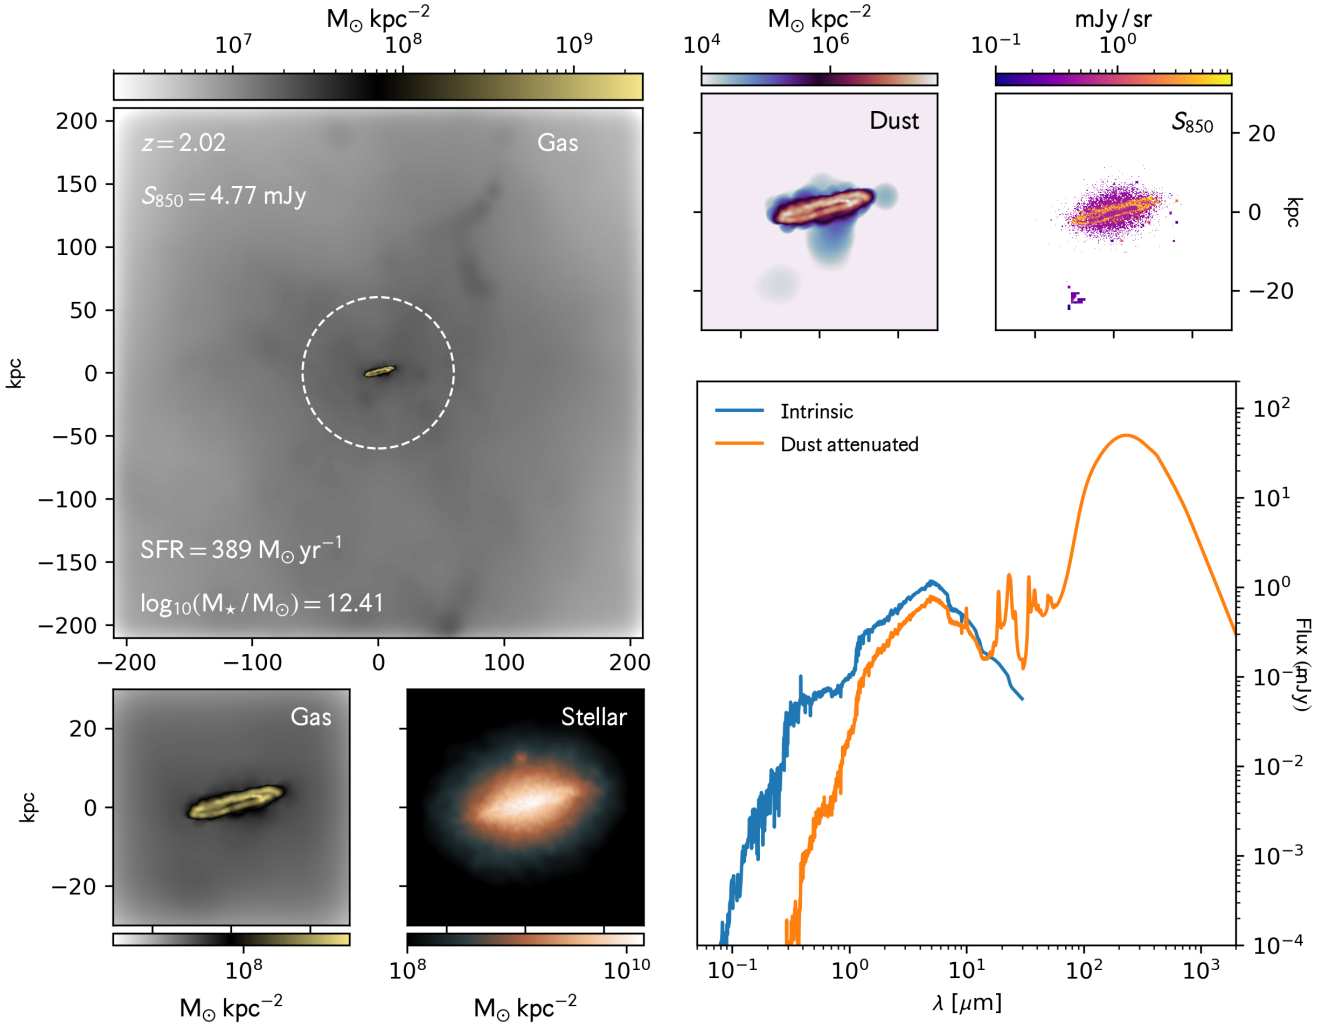 M⊙ kpc⁻²
10⁷ 10⁸ 10⁹
M⊙ kpc⁻²
10⁴ 10⁶
mJy/sr
10⁻¹ 10⁰
z = 2.02
Gas
S₈₅₀ = 4.77 mJy
SFR = 389 M⊙ yr⁻¹
log₁₀(M⋆/M⊙) = 12.41
200
150
100
50
0
−50
−100
−150
−200
kpc
−200 −100 0 100 200
Dust
S₈₅₀
20
0
−20
kpc
Gas
20
0
−20
kpc
10⁸
M⊙ kpc⁻²
Stellar
10⁸ 10¹⁰
M⊙ kpc⁻²
Intrinsic
Dust attenuated
10²
10¹
10⁰
10⁻¹
10⁻²
10⁻³
10⁻⁴
Flux (mJy)
10⁻¹ 10⁰ 10¹ 10² 10³
λ [μm]